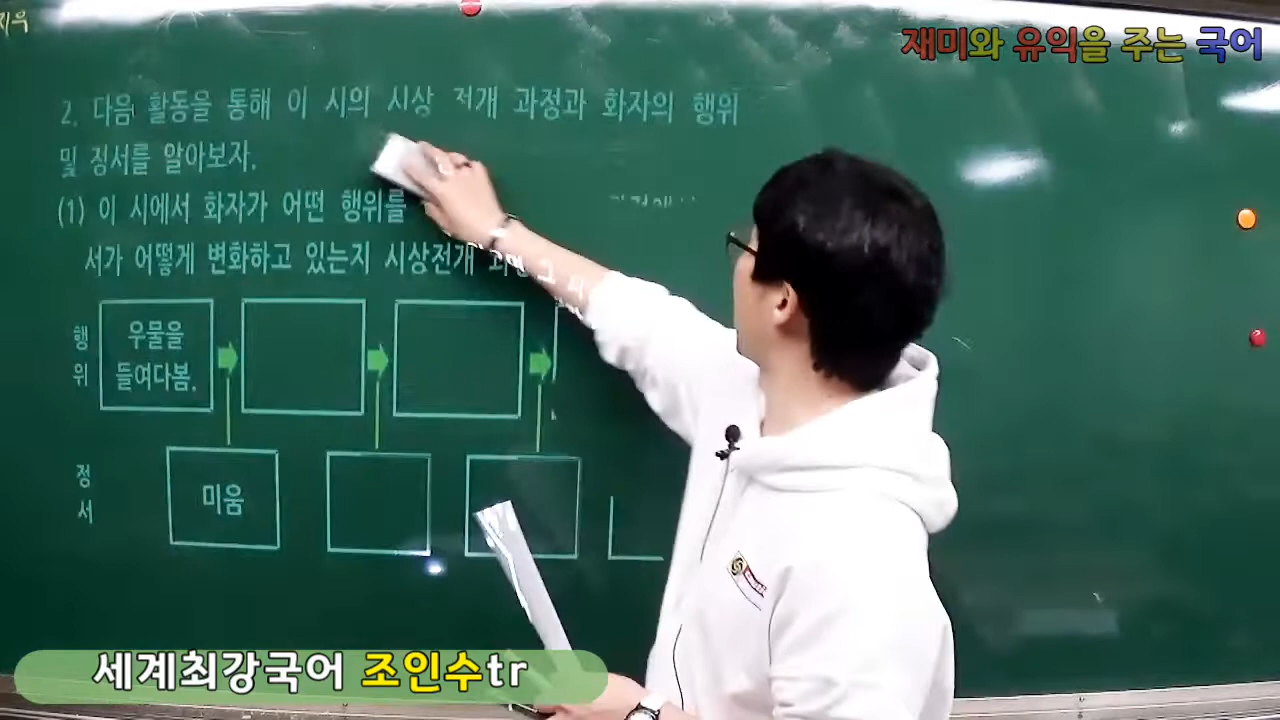 지우
재미와 유익을 주는 국어
2. 다음 활동을 통해 이 시의 시상 전개 과정과 화자의 행위
및 정서를 알아보자.
(1) 이 시에서 화자가 어떤 행위를
서가 어떻게 변화하고 있는지 시상전개
행위
우물을
들여다봄.
정서
미움
세계최강국어 조인수tr